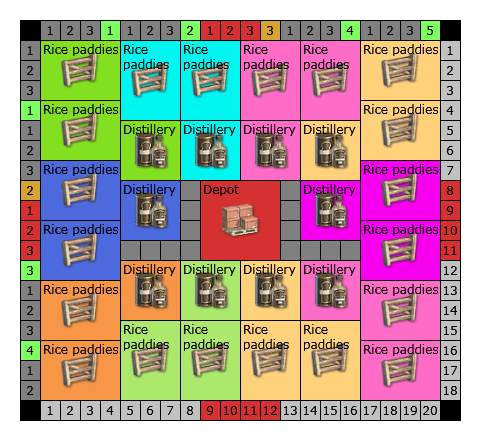 1 2 3 1 1 2 3 2 1 2 3 3 1 2 3 4 1 2 3 5
1 Rice paddies Rice Rice Rice Rice Rice paddies 1
2 paddies paddies paddies paddies 2
3 3
1 Rice paddies Rice paddies 4
1 Distillery Distillery Distillery Distillery 5
2 6
3 Rice paddies Rice paddies 7
2 Distillery Depot Distillery 8
1 9
2 Rice paddies Rice paddies 10
3 11
3 Distillery Distillery Distillery Distillery 12
1 Rice paddies Rice paddies 13
2 14
3 Rice Rice Rice Rice 15
4 Rice paddies paddies paddies paddies paddies Rice paddies 16
1 17
2 18
1 2 3 4 5 6 7 8 9 10 11 12 13 14 15 16 17 18 19 20